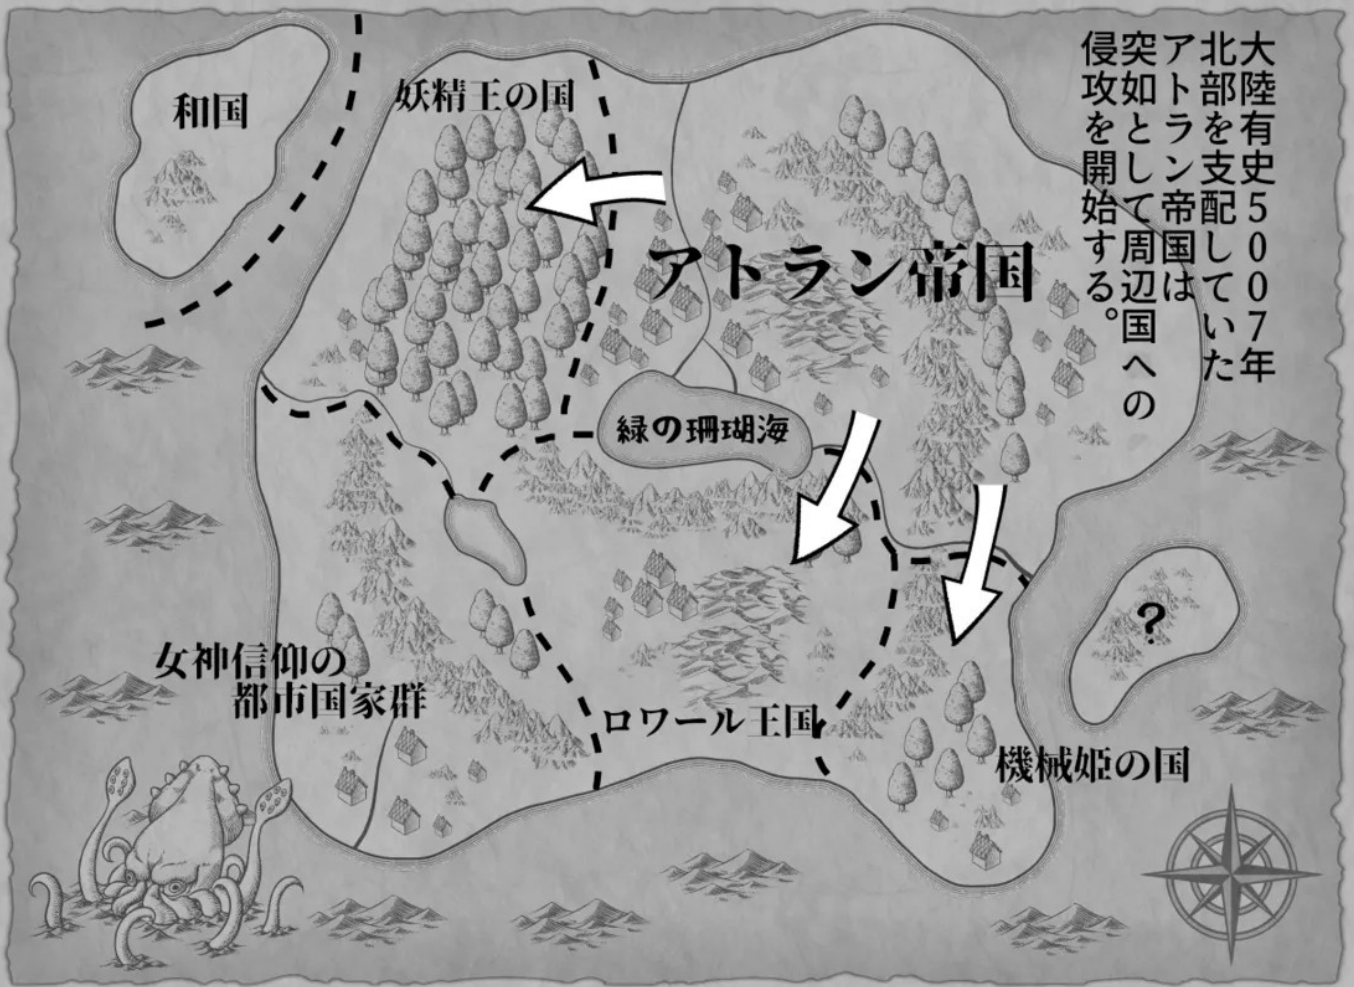 大陸有史５００７年
北部を支配していた
アトラン帝国は
突如として周辺国への
侵攻を開始する。
和国
妖精王の国
アトラン帝国
緑の珊瑚海
?
女神信仰の
都市国家群
ロワール王国
機械姫の国